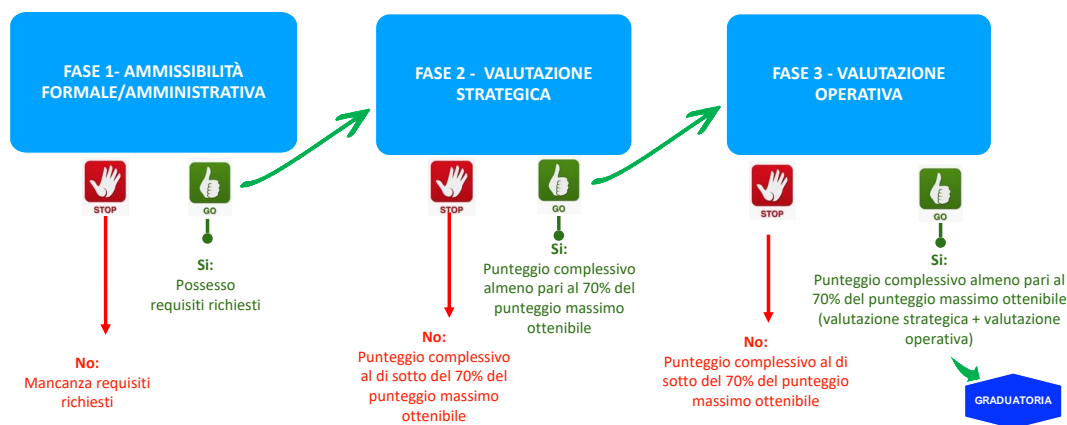 FASE 1- AMMISSIBILITÀ
FORMALE/AMMINISTRATIVA
STOP
GO
Si:
Possesso
requisiti richiesti
No:
Mancanza requisiti
richiesti
FASE 2 - VALUTAZIONE
STRATEGICA
STOP
GO
Si:
Punteggio complessivo
almeno pari al 70% del
punteggio massimo
ottenibile
No:
Punteggio complessivo
al di sotto del 70% del
punteggio massimo
ottenibile
FASE 3 - VALUTAZIONE
OPERATIVA
STOP
GO
Si:
Punteggio complessivo almeno pari al
70% del punteggio massimo ottenibile
(valutazione strategica + valutazione
operativa)
No:
Punteggio complessivo al di
sotto del 70% del punteggio
massimo ottenibile
GRADUATORIA